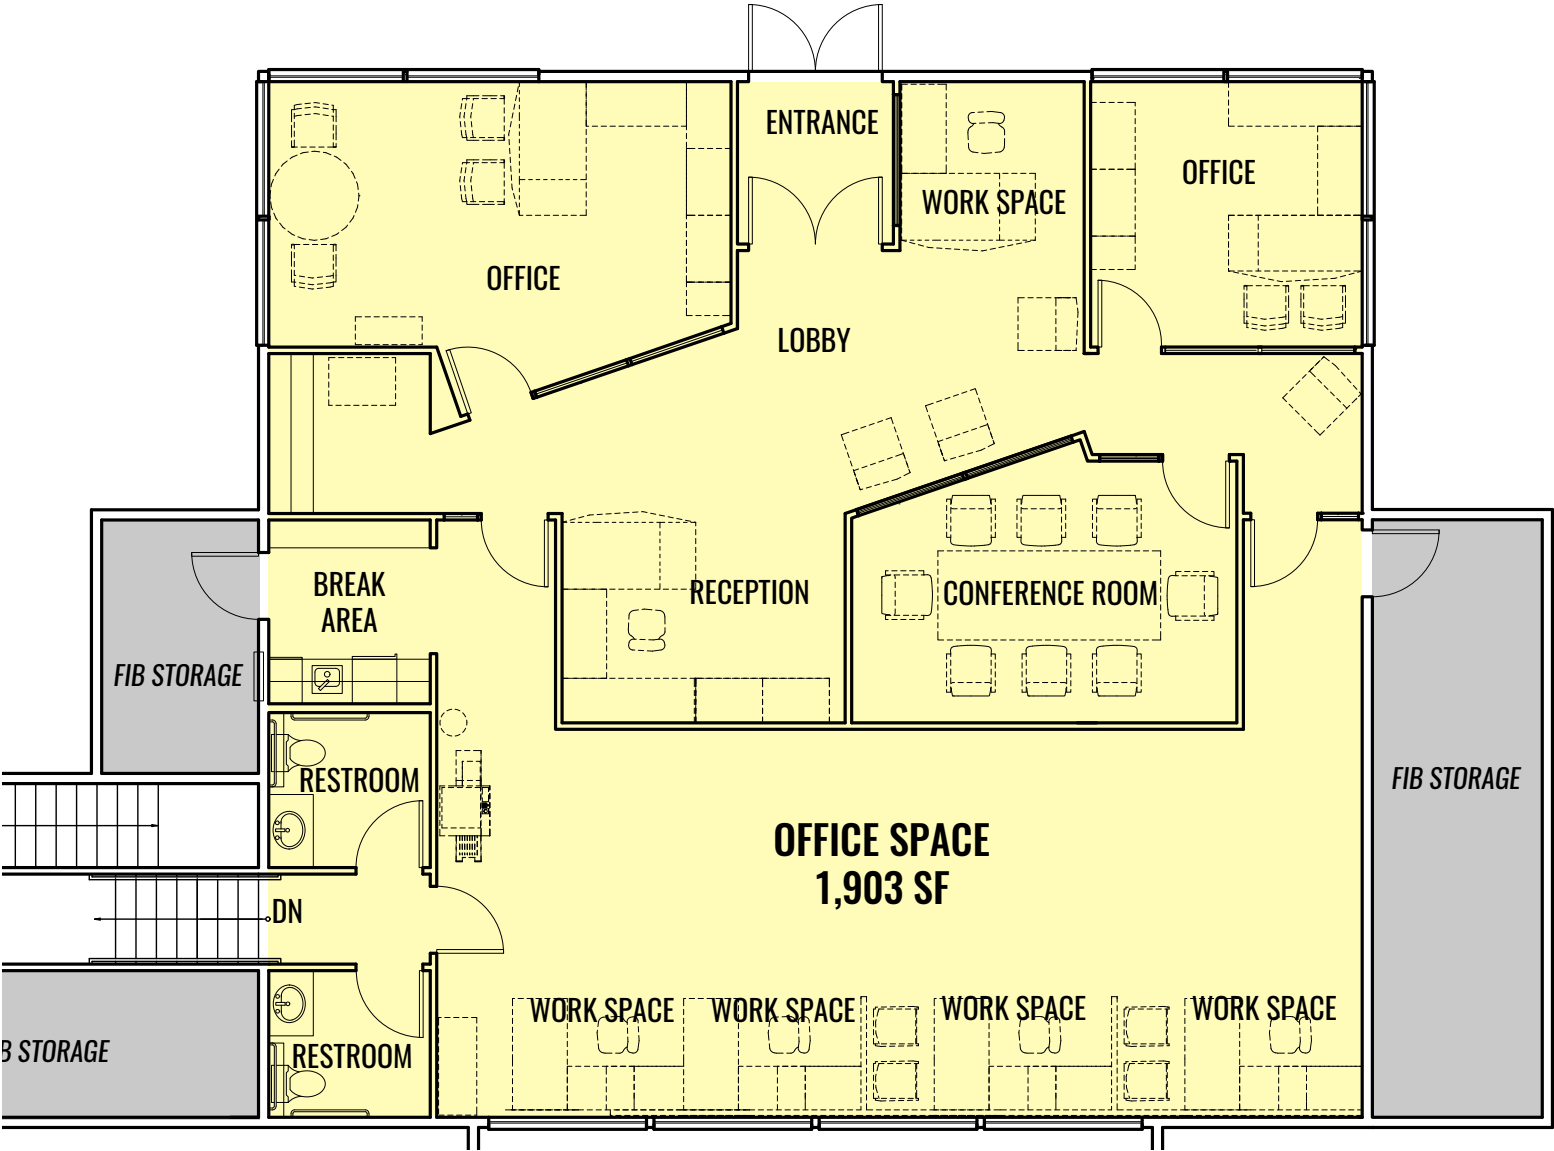 ENTRANCE
OFFICE
WORK SPACE
OFFICE
LOBBY
BREAK
AREA
RECEPTION
CONFERENCE ROOM
FIB STORAGE
RESTROOM
FIB STORAGE
OFFICE SPACE
1,903 SF
DN
WORK SPACE
WORK SPACE
WORK SPACE
WORK SPACE
B STORAGE
RESTROOM